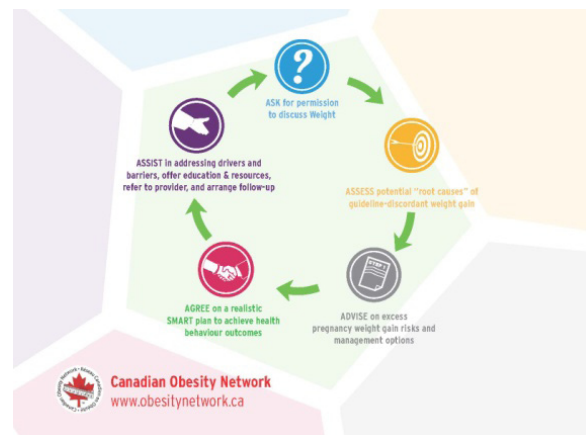 ASK for permission
to discuss Weight
ASSESS potential "root causes" of
guideline-discordant weight gain
STEP 1
ADVISE on excess
pregnancy weight gain risks and
management options
AGREE on a realistic
SMART plan to achieve health
behaviour outcomes
ASSIST in addressing drivers and
barriers, offer education & resources,
refer to provider, and arrange follow-up
Canadian Obesity Network
www.obesitynetwork.ca